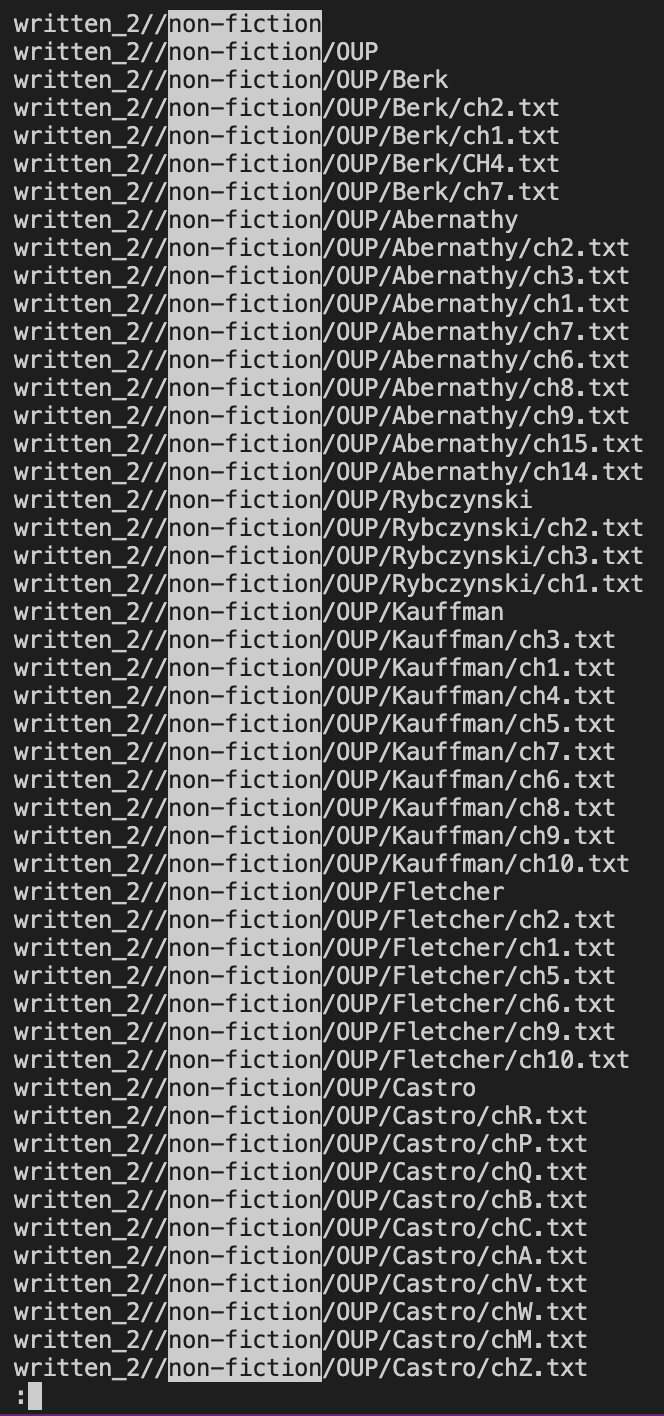 written_2//non-fiction
written_2//non-fiction/OUP
written_2//non-fiction/OUP/Berk
written_2//non-fiction/OUP/Berk/ch2.txt
written_2//non-fiction/OUP/Berk/ch1.txt
written_2//non-fiction/OUP/Berk/CH4.txt
written_2//non-fiction/OUP/Berk/ch7.txt
written_2//non-fiction/OUP/Abernathy
written_2//non-fiction/OUP/Abernathy/ch2.txt
written_2//non-fiction/OUP/Abernathy/ch3.txt
written_2//non-fiction/OUP/Abernathy/ch1.txt
written_2//non-fiction/OUP/Abernathy/ch7.txt
written_2//non-fiction/OUP/Abernathy/ch6.txt
written_2//non-fiction/OUP/Abernathy/ch8.txt
written_2//non-fiction/OUP/Abernathy/ch9.txt
written_2//non-fiction/OUP/Abernathy/ch15.txt
written_2//non-fiction/OUP/Abernathy/ch14.txt
written_2//non-fiction/OUP/Rybczynski
written_2//non-fiction/OUP/Rybczynski/ch2.txt
written_2//non-fiction/OUP/Rybczynski/ch3.txt
written_2//non-fiction/OUP/Rybczynski/ch1.txt
written_2//non-fiction/OUP/Kauffman
written_2//non-fiction/OUP/Kauffman/ch3.txt
written_2//non-fiction/OUP/Kauffman/ch1.txt
written_2//non-fiction/OUP/Kauffman/ch4.txt
written_2//non-fiction/OUP/Kauffman/ch5.txt
written_2//non-fiction/OUP/Kauffman/ch7.txt
written_2//non-fiction/OUP/Kauffman/ch6.txt
written_2//non-fiction/OUP/Kauffman/ch8.txt
written_2//non-fiction/OUP/Kauffman/ch9.txt
written_2//non-fiction/OUP/Kauffman/ch10.txt
written_2//non-fiction/OUP/Fletcher
written_2//non-fiction/OUP/Fletcher/ch2.txt
written_2//non-fiction/OUP/Fletcher/ch1.txt
written_2//non-fiction/OUP/Fletcher/ch5.txt
written_2//non-fiction/OUP/Fletcher/ch6.txt
written_2//non-fiction/OUP/Fletcher/ch9.txt
written_2//non-fiction/OUP/Fletcher/ch10.txt
written_2//non-fiction/OUP/Castro
written_2//non-fiction/OUP/Castro/chR.txt
written_2//non-fiction/OUP/Castro/chP.txt
written_2//non-fiction/OUP/Castro/chQ.txt
written_2//non-fiction/OUP/Castro/chB.txt
written_2//non-fiction/OUP/Castro/chC.txt
written_2//non-fiction/OUP/Castro/chA.txt
written_2//non-fiction/OUP/Castro/chV.txt
written_2//non-fiction/OUP/Castro/chW.txt
written_2//non-fiction/OUP/Castro/chM.txt
written_2//non-fiction/OUP/Castro/chZ.txt
: